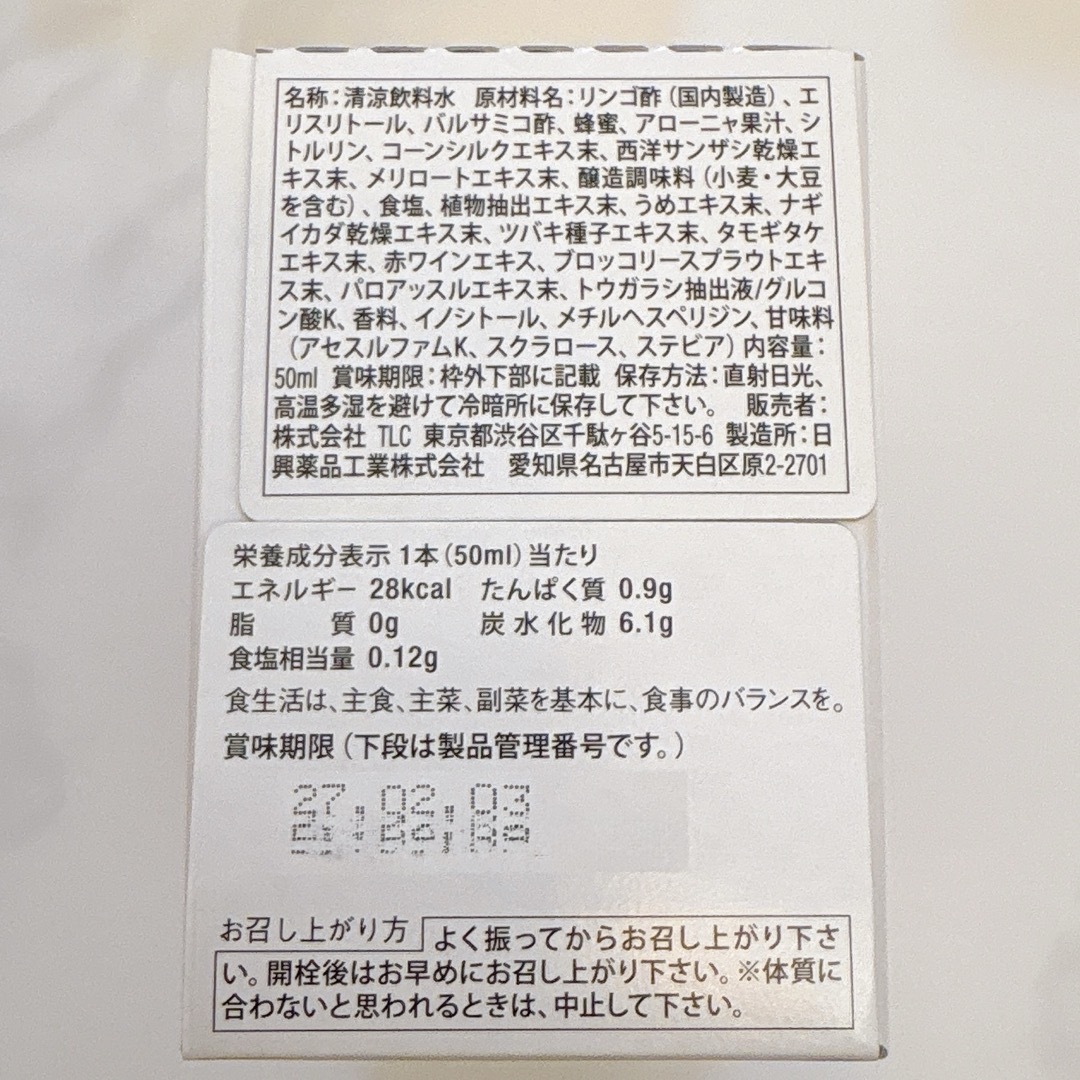 名称：清涼飲料水　原材料名：リンゴ酢（国内製造）、エ
リスリトール、バルサミコ酢、蜂蜜、アローニャ果汁、シ
トルリン、コーンシルクエキス末、西洋サンザシ乾燥エ
キス末、メリロートエキス末、醸造調味料（小麦・大豆
を含む）、食塩、植物抽出エキス末、うめエキス末、ナギ
イカダ乾燥エキス末、ツバキ種子エキス末、タモギタケ
エキス末、赤ワインエキス、ブロッコリースプラウトエキ
ス末、パロアッスルエキス末、トウガラシ抽出液/グルコ
ン酸K、香料、イノシトール、メチルヘスペリジン、甘味料
（アセスルファムK、スクラロース、ステビア）内容量：
50ml 賞味期限：枠外下部に記載 保存方法：直射日光、
高温多湿を避けて冷暗所に保存して下さい。　販売者：
株式会社 TLC 東京都渋谷区千駄ヶ谷5-15-6 製造所：日
興薬品工業株式会社　愛知県名古屋市天白区原2-2701
栄養成分表示 1本（50ml）当たり
エネルギー 28kcal たんぱく質 0.9g
脂質 0g 炭水化物 6.1g
食塩相当量 0.12g
食生活は、主食、主菜、副菜を基本に、食事のバランスを。
賞味期限（下段は製品管理番号です。）
27.02.03
お召し上がり方 よく振ってからお召し上がり下さ
い。開栓後はお早めにお召し上がり下さい。※体質に
合わないと思われるときは、中止して下さい。